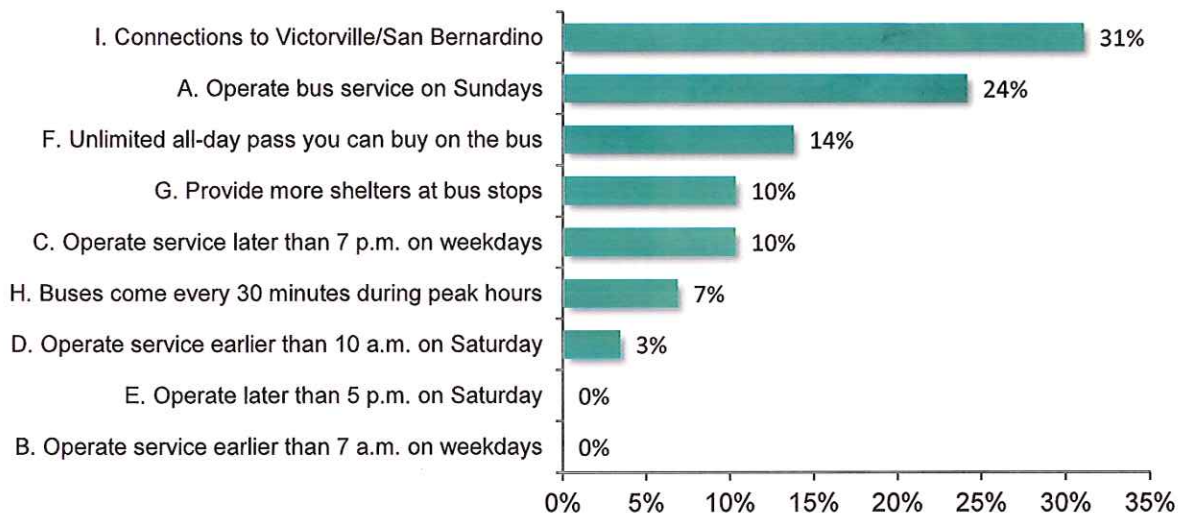 I. Connections to Victorville/San Bernardino 31%
A. Operate bus service on Sundays 24%
F. Unlimited all-day pass you can buy on the bus 14%
G. Provide more shelters at bus stops 10%
C. Operate service later than 7 p.m. on weekdays 10%
H. Buses come every 30 minutes during peak hours 7%
D. Operate service earlier than 10 a.m. on Saturday 3%
E. Operate later than 5 p.m. on Saturday 0%
B. Operate service earlier than 7 a.m. on weekdays 0%
0% 5% 10% 15% 20% 25% 30% 35%